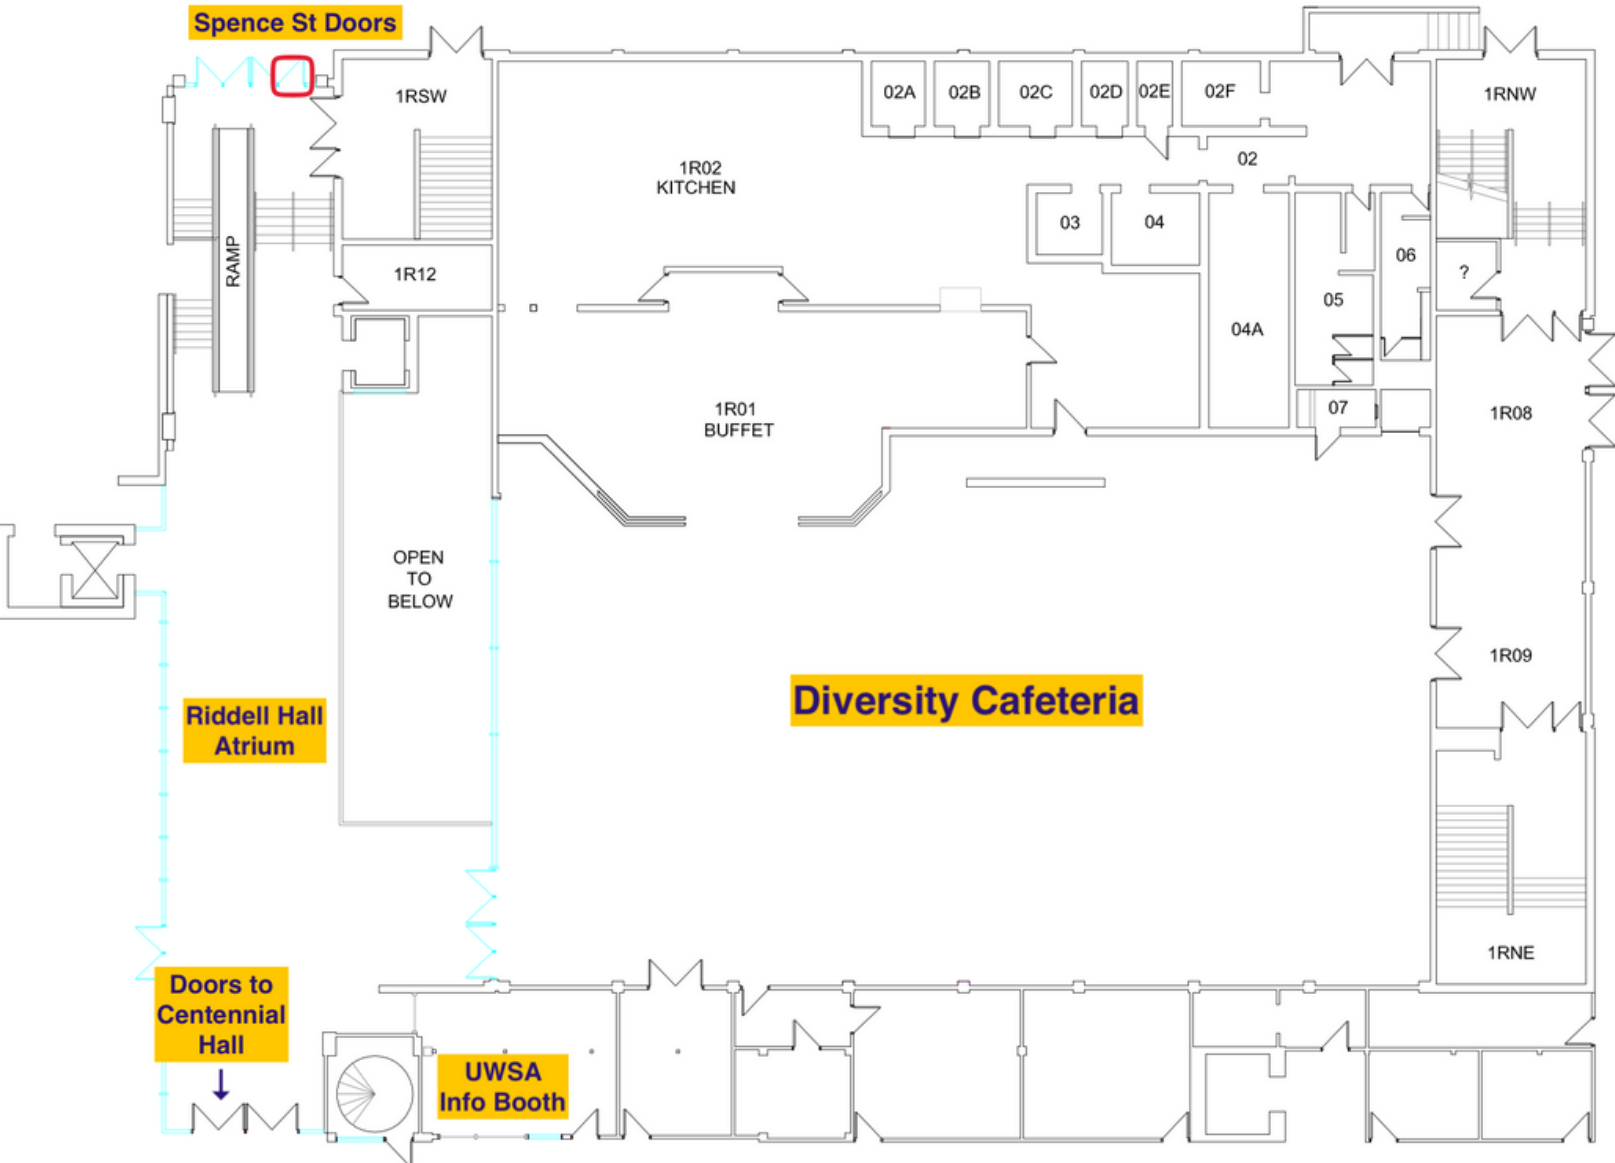 Spence St Doors
1RSW
02A
02B
02C
02D
02E
02F
1RNW
1R02
KITCHEN
02
03
04
RAMP
1R12
06
?
05
04A
1R01
BUFFET
07
1R08
OPEN
TO
BELOW
1R09
Riddell Hall
Atrium
Diversity Cafeteria
1RNE
Doors to
Centennial
Hall
UWSA
Info Booth